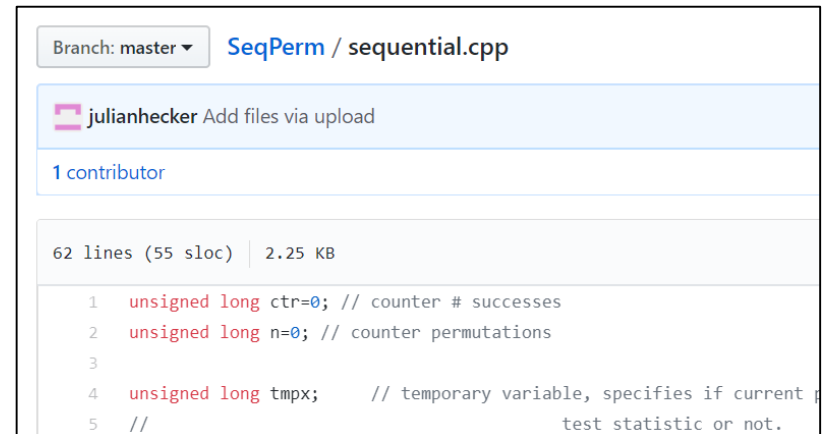 Branch: master SeqPerm / sequential.cpp
julianhecker Add files via upload
1 contributor
62 lines (55 sloc) 2.25 KB
1 unsigned long ctr=0; // counter # successes
2 unsigned long n=0; // counter permutations
3
4 unsigned long tmpx; // temporary variable, specifies if current
5 // test statistic or not.